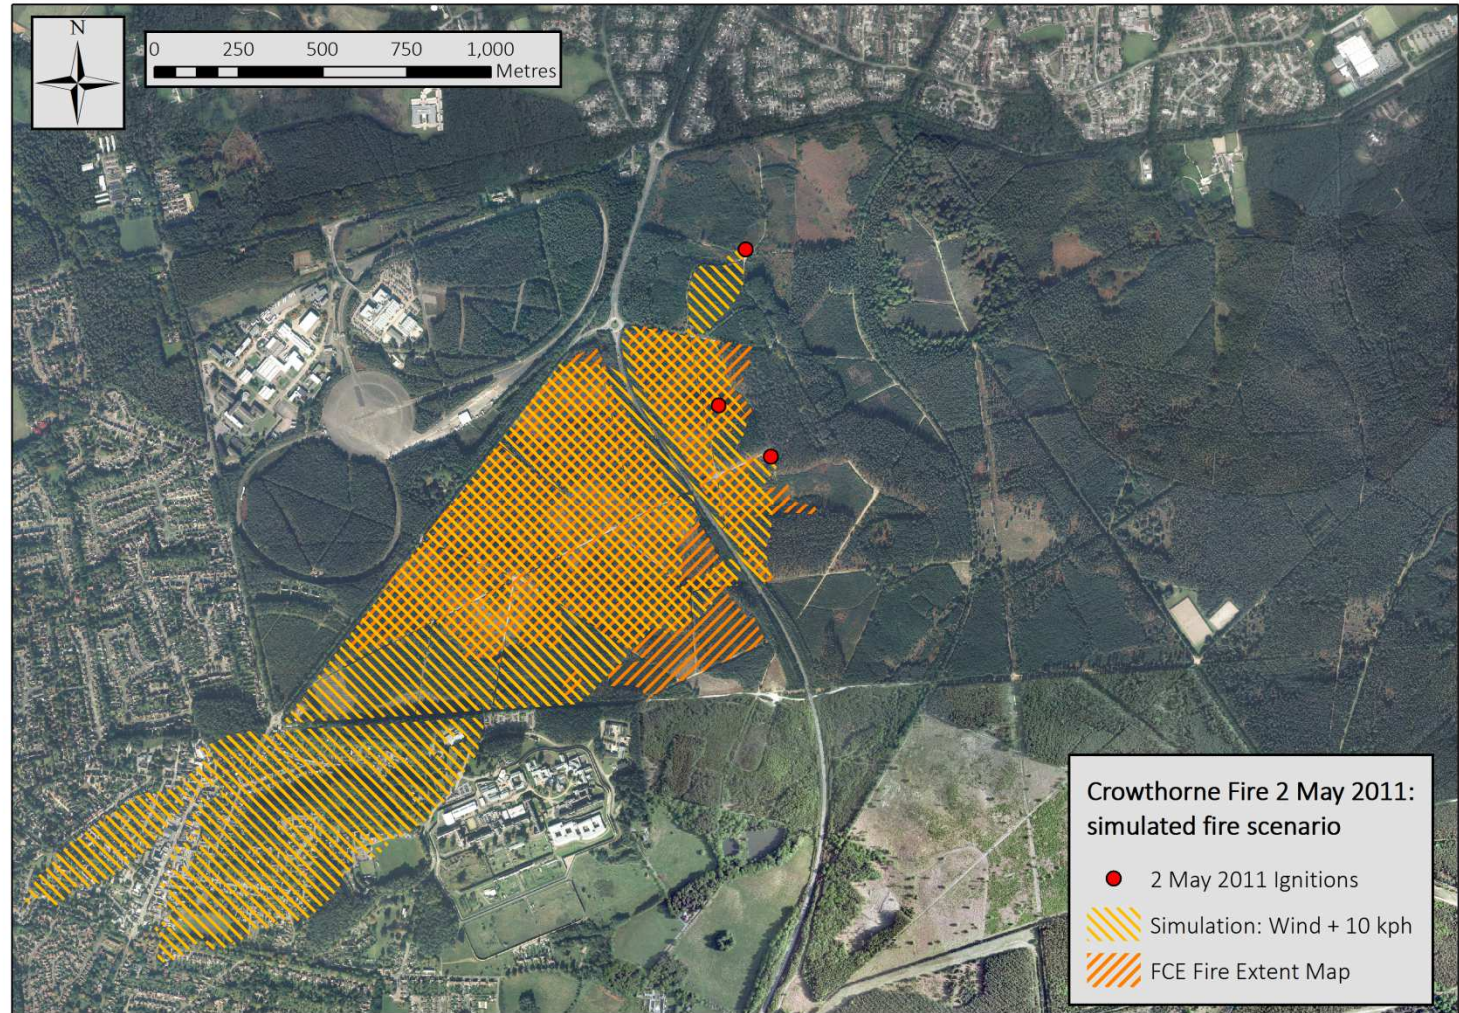 N
0 250 500 750 1,000
Metres
Crowthorne Fire 2 May 2011:
simulated fire scenario
2 May 2011 Ignitions
Simulation: Wind + 10 kph
FCE Fire Extent Map